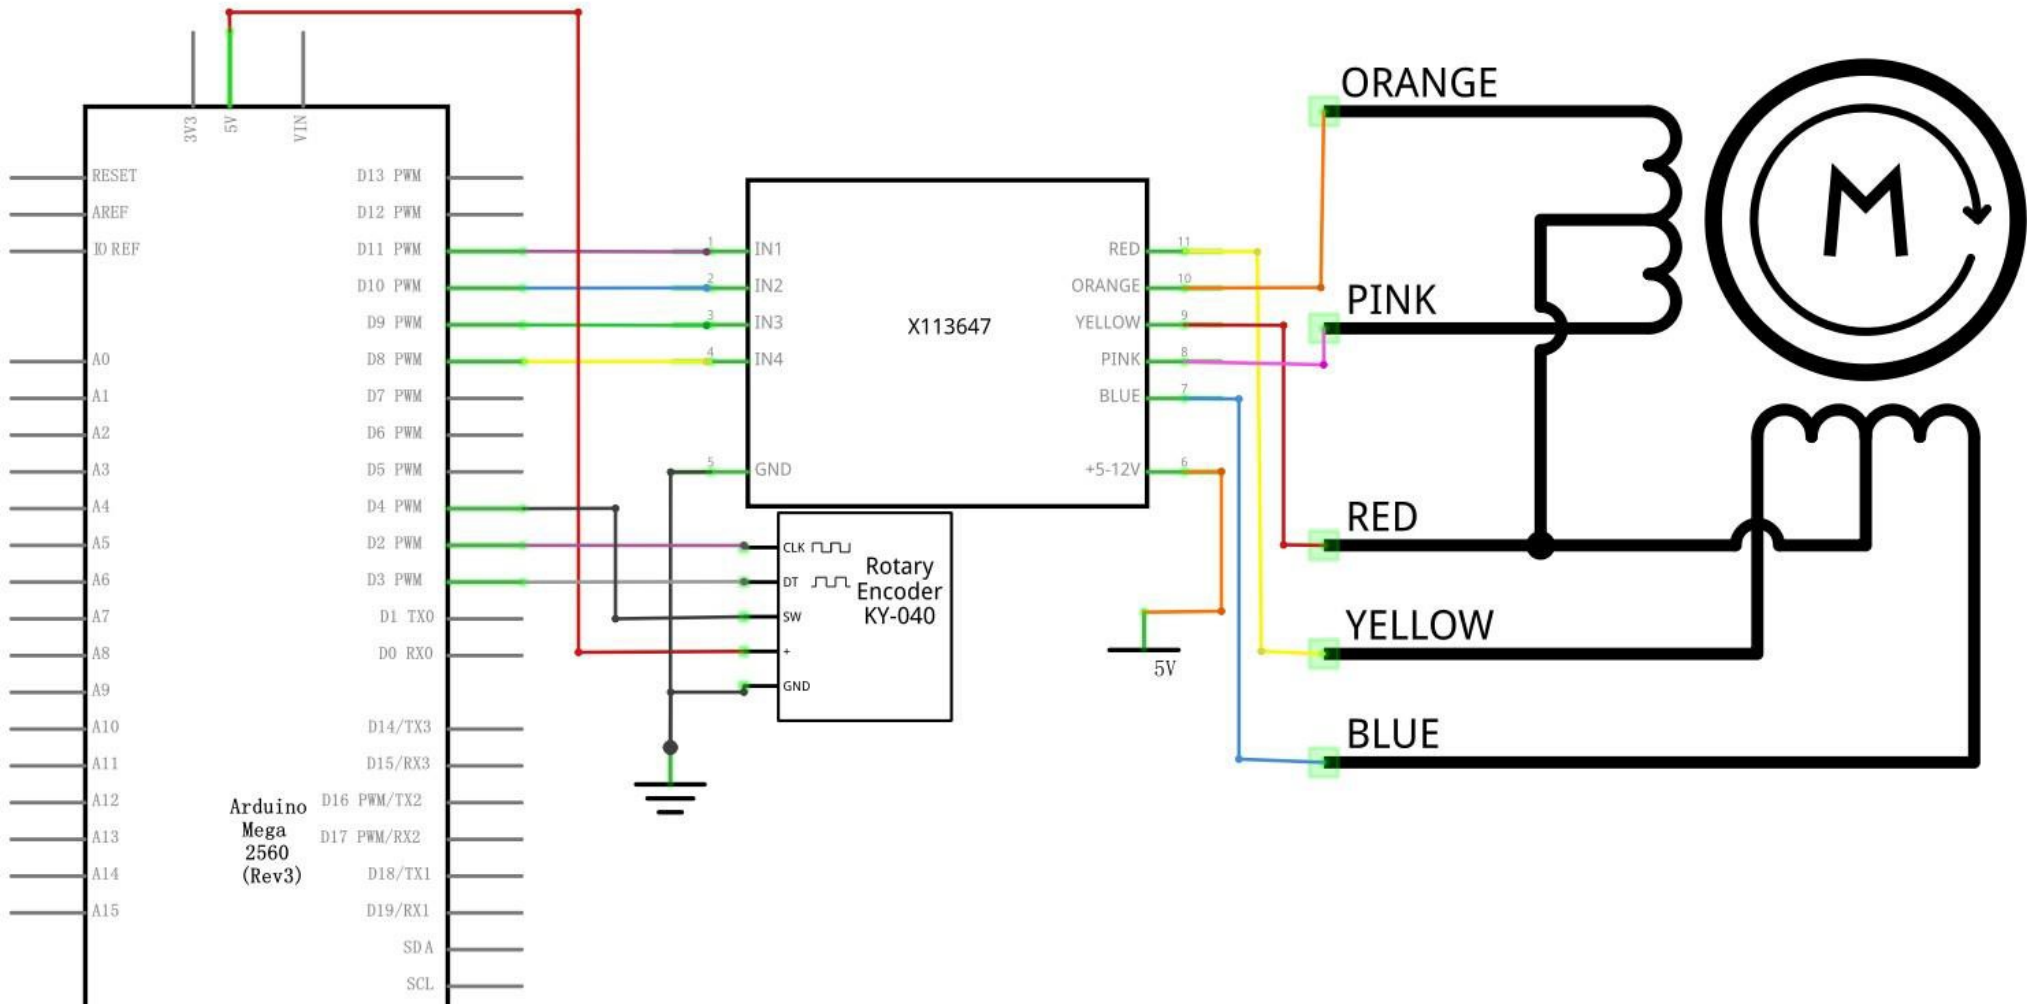 3V3
5V
VIN
RESET
AREF
IOREF
A0
A1
A2
A3
A4
A5
A6
A7
A8
A9
A10
A11
A12
A13
A14
A15
D13 PWM
D12 PWM
D11 PWM
D10 PWM
D9 PWM
D8 PWM
D7 PWM
D6 PWM
D5 PWM
D4 PWM
D2 PWM
D3 PWM
D1 TX0
D0 RX0
D14/TX3
D15/RX3
D16 PWM/TX2
D17 PWM/RX2
D18/TX1
D19/RX1
SDA
SCL
Arduino
Mega
2560
(Rev3)
1
2
3
4
5
IN1
IN2
IN3
IN4
GND
X113647
RED
ORANGE
YELLOW
PINK
BLUE
+5-12V
11
10
9
8
7
6
CLK
DT
SW
+
GND
Rotary
Encoder
KY-040
5V
ORANGE
PINK
RED
YELLOW
BLUE
M